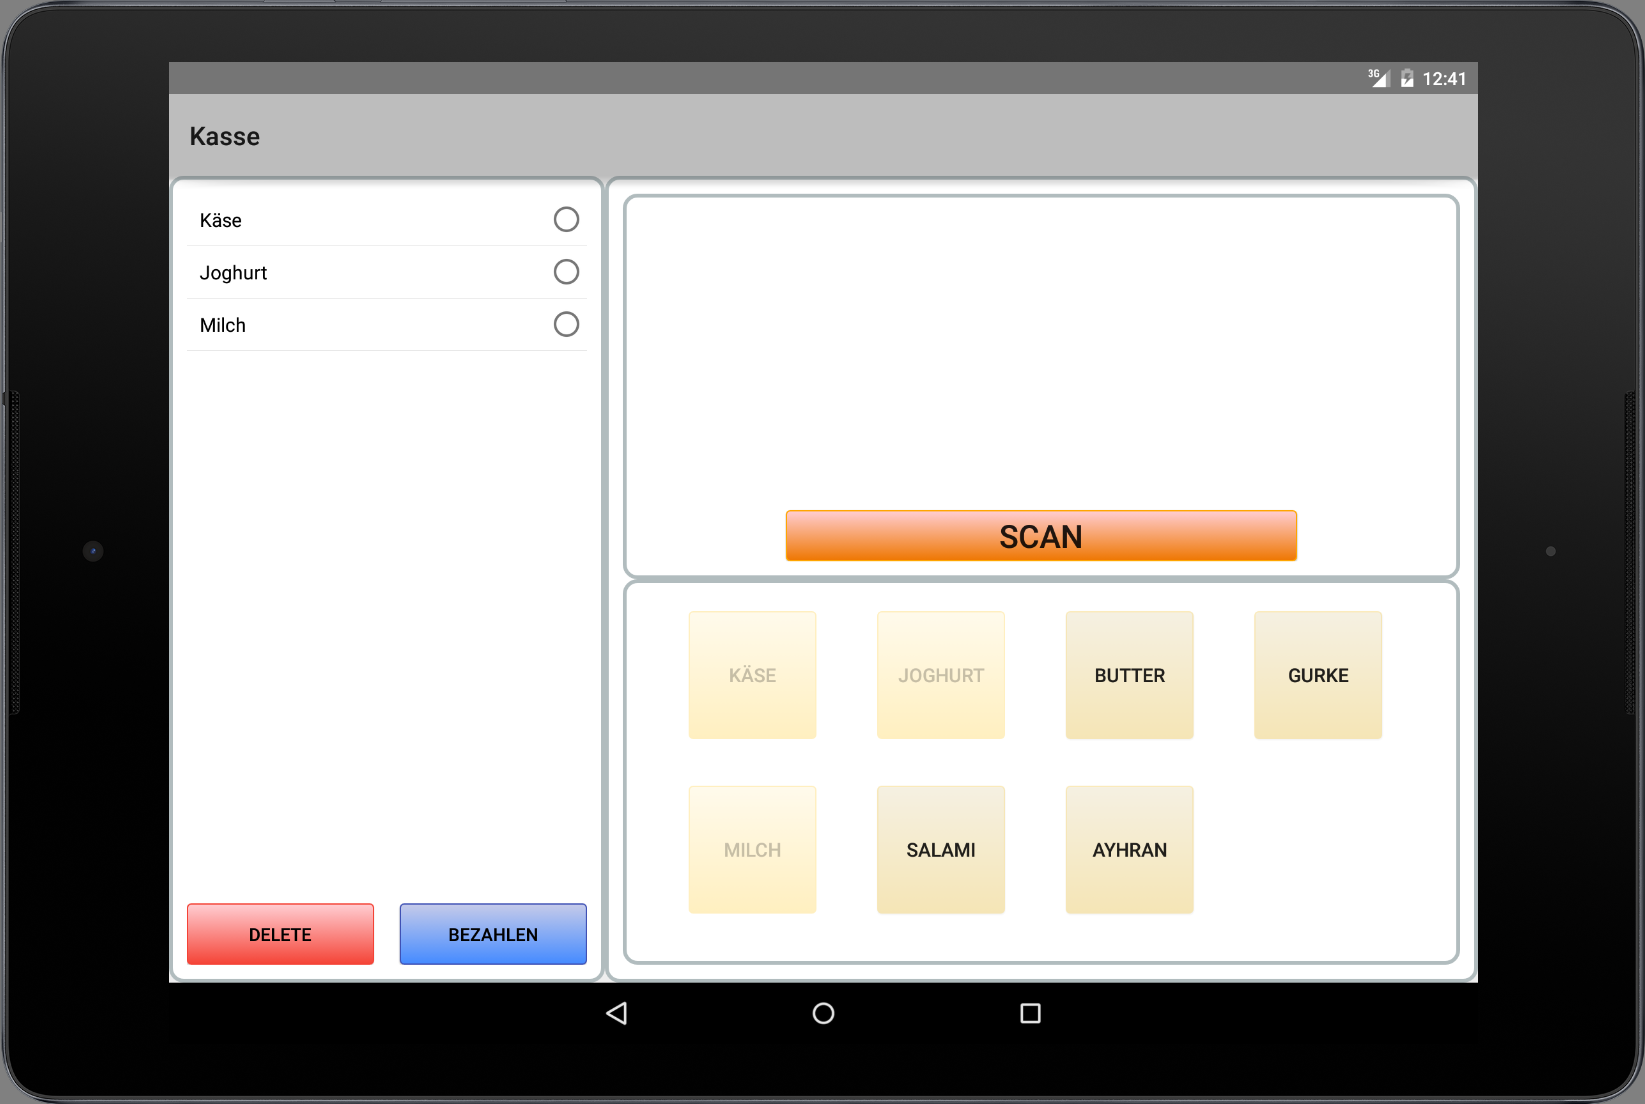 3G 12:41
Kasse
Käse
Joghurt
Milch
DELETE
BEZAHLEN
SCAN
KÄSE
JOGHURT
BUTTER
GURKE
MILCH
SALAMI
AYHRAN